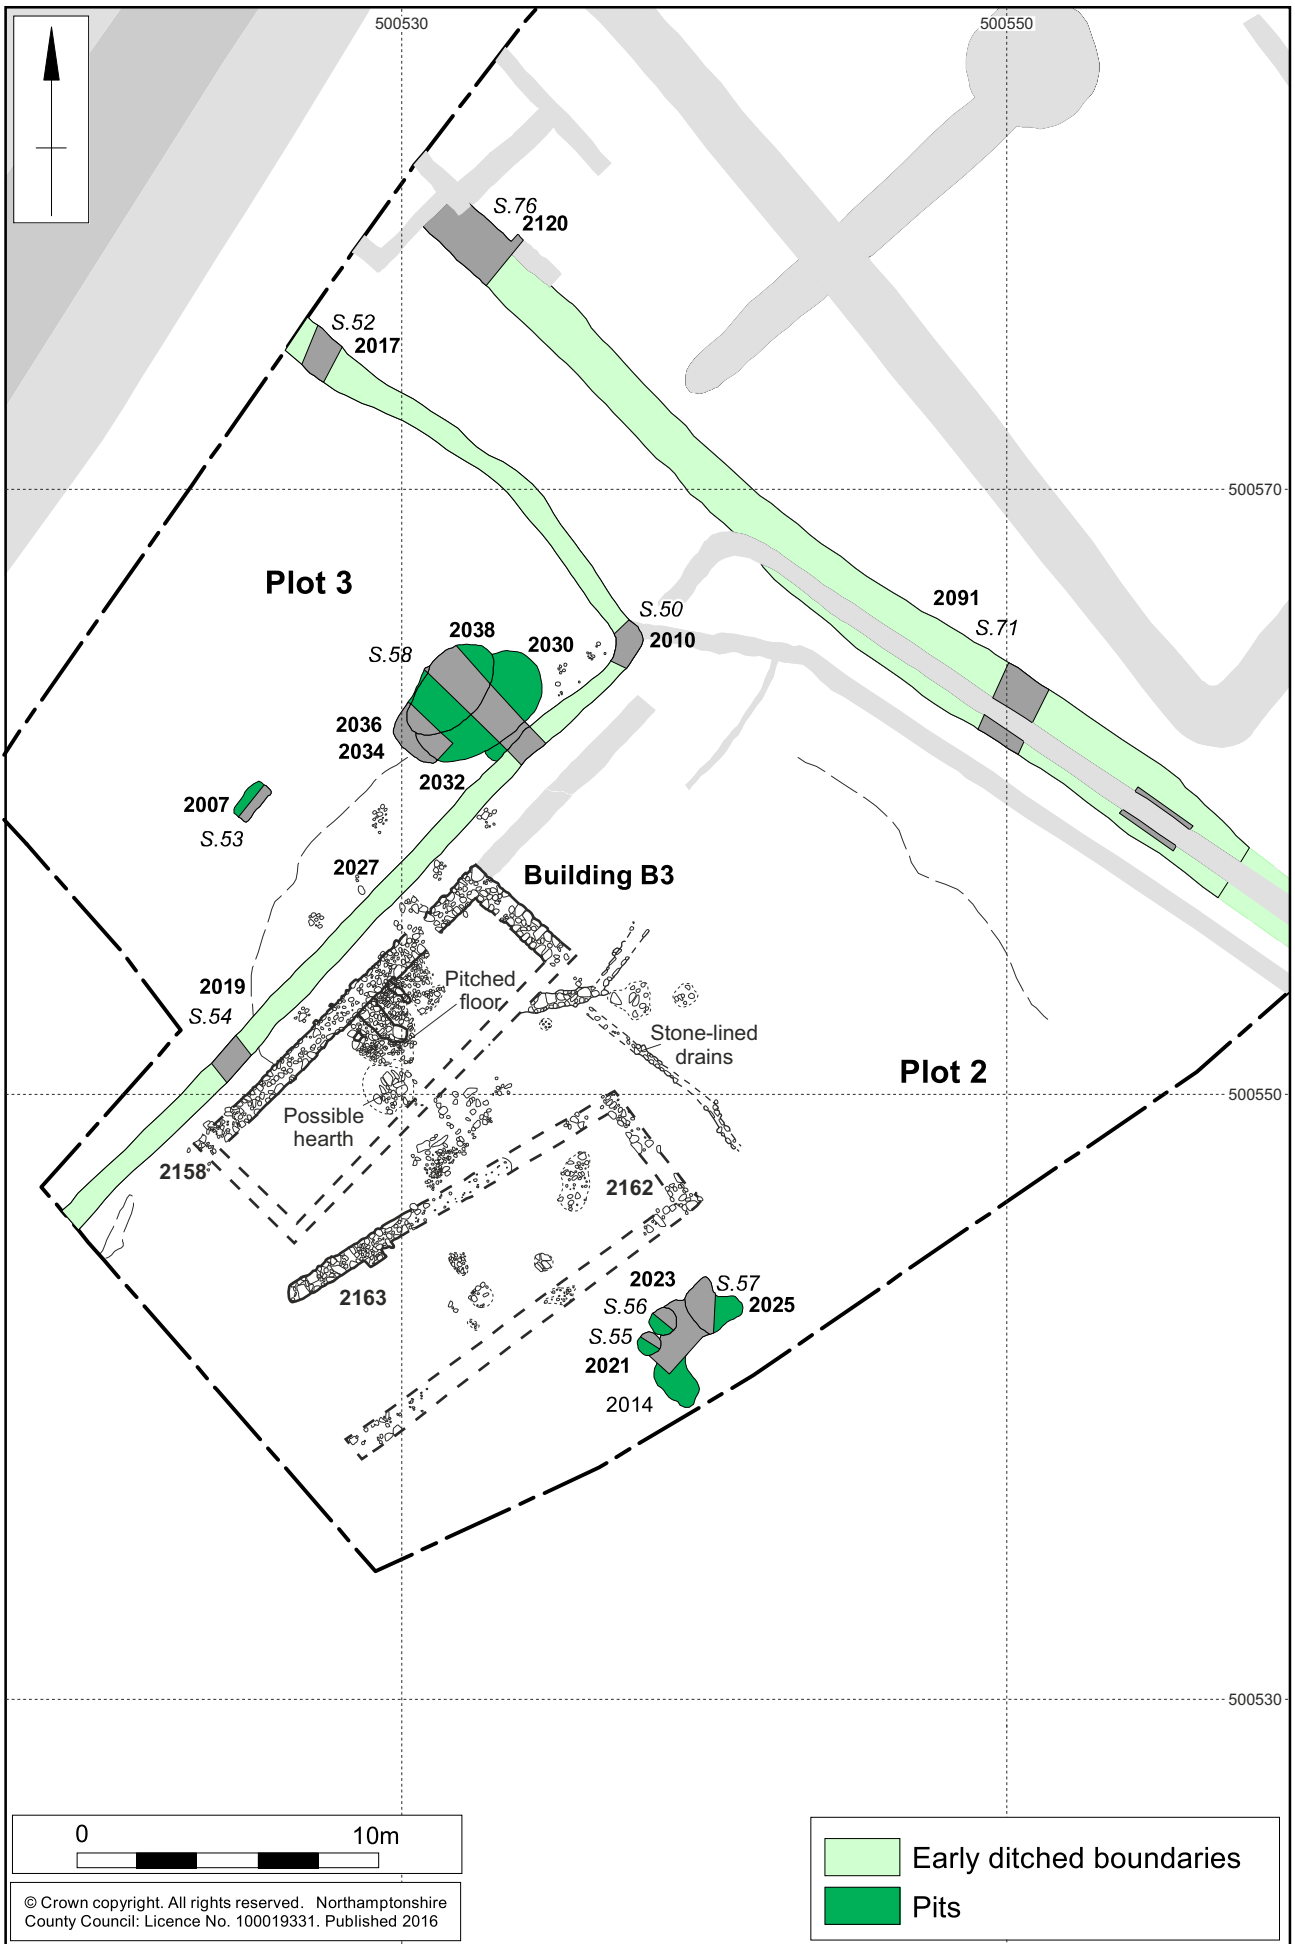 500530
500550
S.76
2120
S.52
2017
500570
Plot 3
2091
S.71
S.50
2010
2038
2030
S.58
2036
2034
2032
2007
S.53
2027
Building B3
2019
S.54
Pitched
floor
Stone-lined
drains
Plot 2
500550
Possible
hearth
2158
2162
2163
2023
S.57
S.56
2025
S.55
2021
2014
500530
0
10m
Early ditched boundaries
Pits
© Crown copyright. All rights reserved. Northamptonshire
County Council: Licence No. 100019331. Published 2016